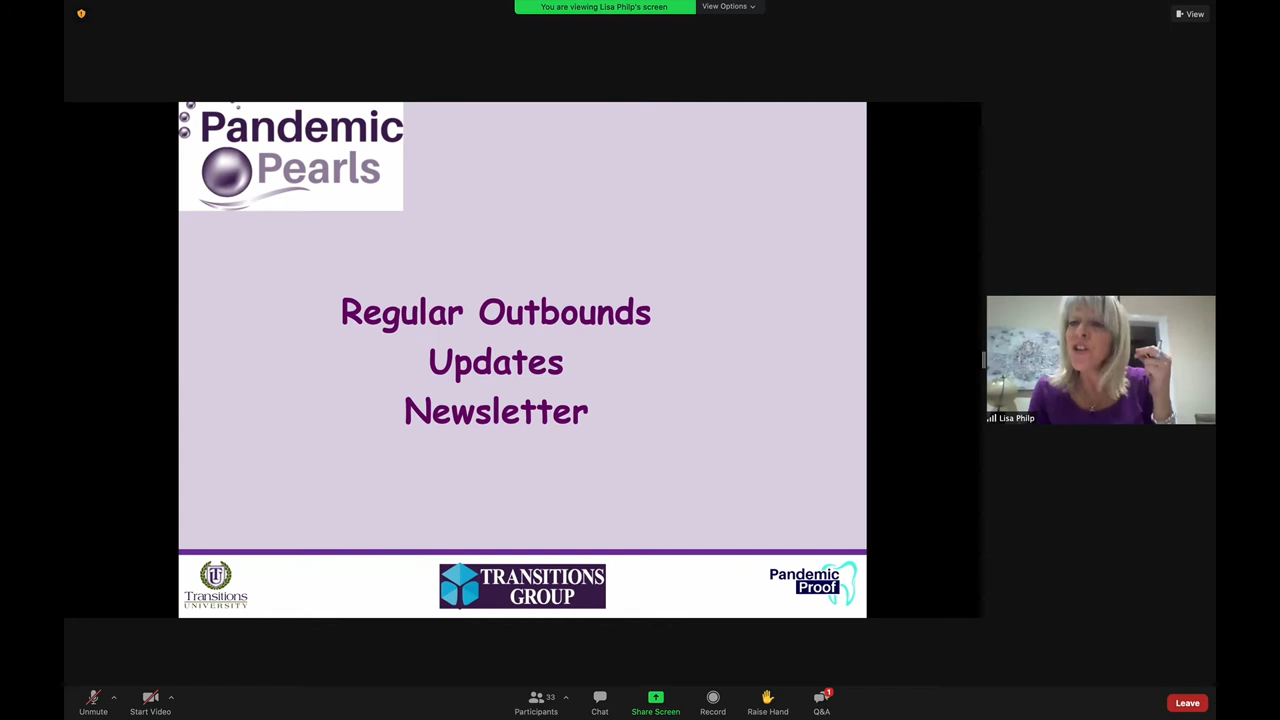 You are viewing Lisa Philp's screen
View Options
View
Pandemic
Pearls
Regular Outbounds
Updates
Newsletter
Lisa Philp
TU
Transitions
UNIVERSITY
TRANSITIONS
GROUP
Pandemic
Proof
Unmute
Start Video
33
Participants
Chat
Share Screen
Record
Raise Hand
1
Q&A
Leave